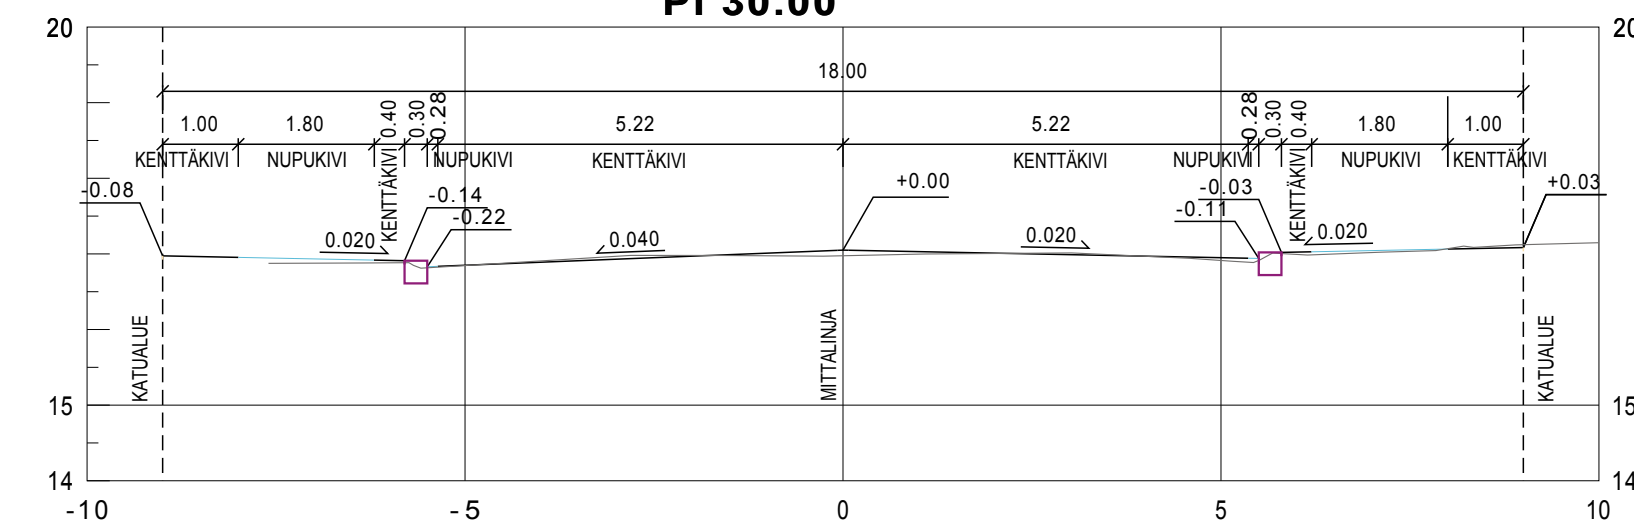 PI 30.00
20
20
18.00
1.00 1.80 0.40 0.30 0.28 5.22 5.22 0.28 0.30 0.40 1.80 1.00
KENTTÄKIVI NUPUKIVI KENTTÄKIVI NUPUKIVI KENTTÄKIVI KENTTÄKIVI NUPUKIVI KENTTÄKIVI NUPUKIVI KENTTÄKIVI
-0.08 -0.14 +0.00 -0.03 +0.03
-0.22 -0.11
0.020 0.040 0.020 0.020
KATUALUE MITTALINJA KATUALUE
15 15
14 14
-10 -5 0 5 10